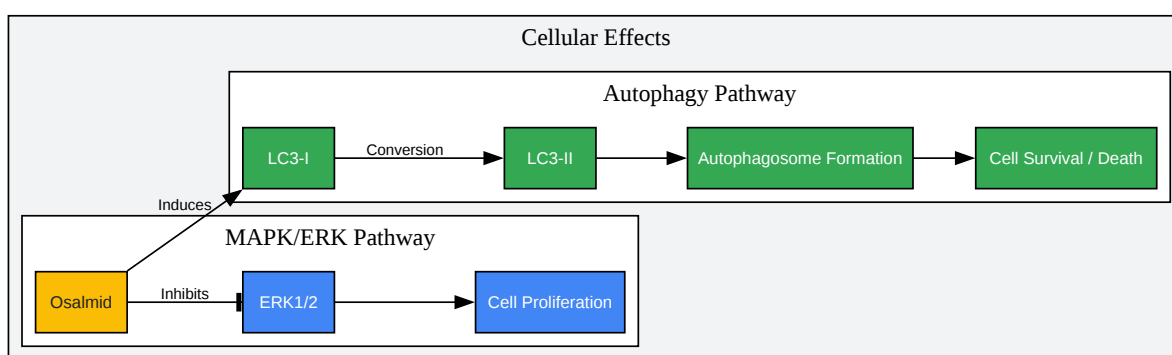 Cellular Effects
Autophagy Pathway
LC3-I
Conversion
LC3-II
Autophagosome Formation
Cell Survival / Death
Induces
MAPK/ERK Pathway
Osalmid
Inhibits
ERK1/2
Cell Proliferation